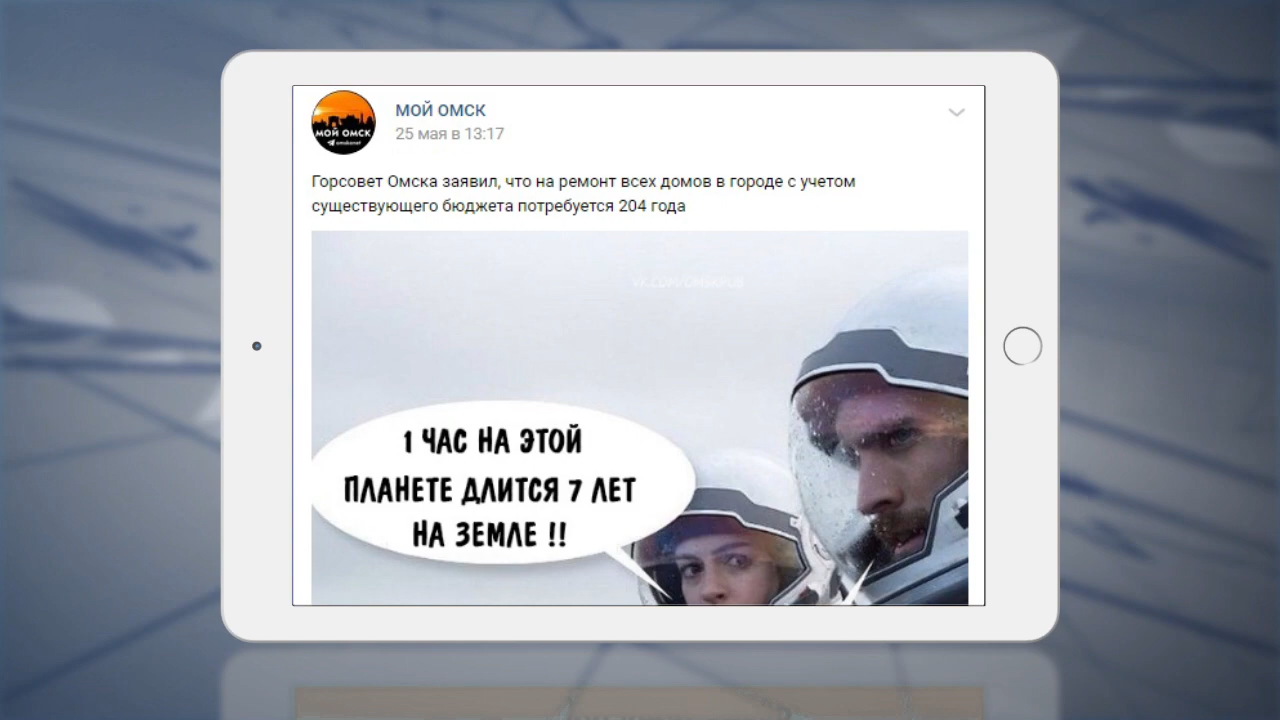 МОЙ ОМСК
25 мая в 13:17
МОЙ ОМСК
omskanet
Горсовет Омска заявил, что на ремонт всех домов в городе с учетом
существующего бюджета потребуется 204 года
1 ЧАС НА ЭТОЙ
ПЛАНЕТЕ ДЛИТСЯ 7 ЛЕТ
НА ЗЕМЛЕ !!